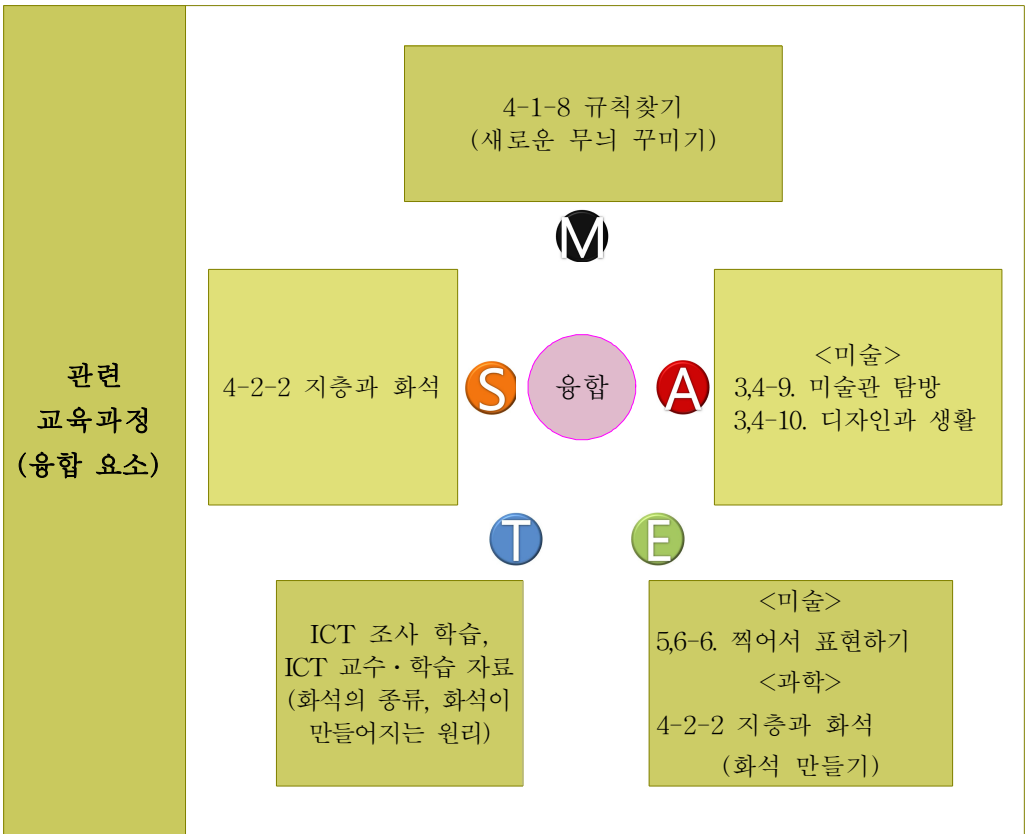 관련
교육과정
(융합 요소)
4-1-8 규칙찾기
(새로운 무늬 꾸미기)
M
4-2-2 지층과 화석
S
융합
A
<미술>
3,4-9. 미술관 탐방
3,4-10. 디자인과 생활
T
E
ICT 조사 학습,
ICT 교수·학습 자료
(화석의 종류, 화석이
만들어지는 원리)
<미술>
5,6-6. 찍어서 표현하기
<과학>
4-2-2 지층과 화석
(화석 만들기)